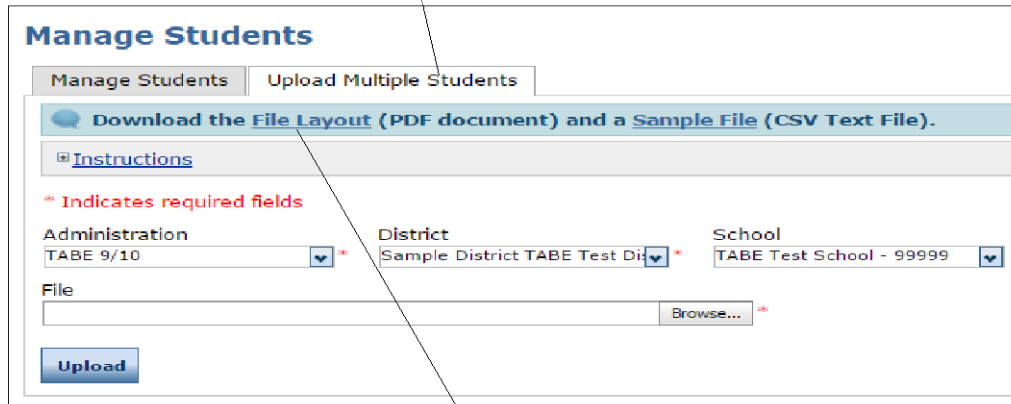 Manage Students
Manage Students Upload Multiple Students
Download the File Layout (PDF document) and a Sample File (CSV Text File).
Instructions
* Indicates required fields
Administration District School
TABE 9/10 * Sample District TABE Test Dis * TABE Test School - 99999
File
Browse... *
Upload